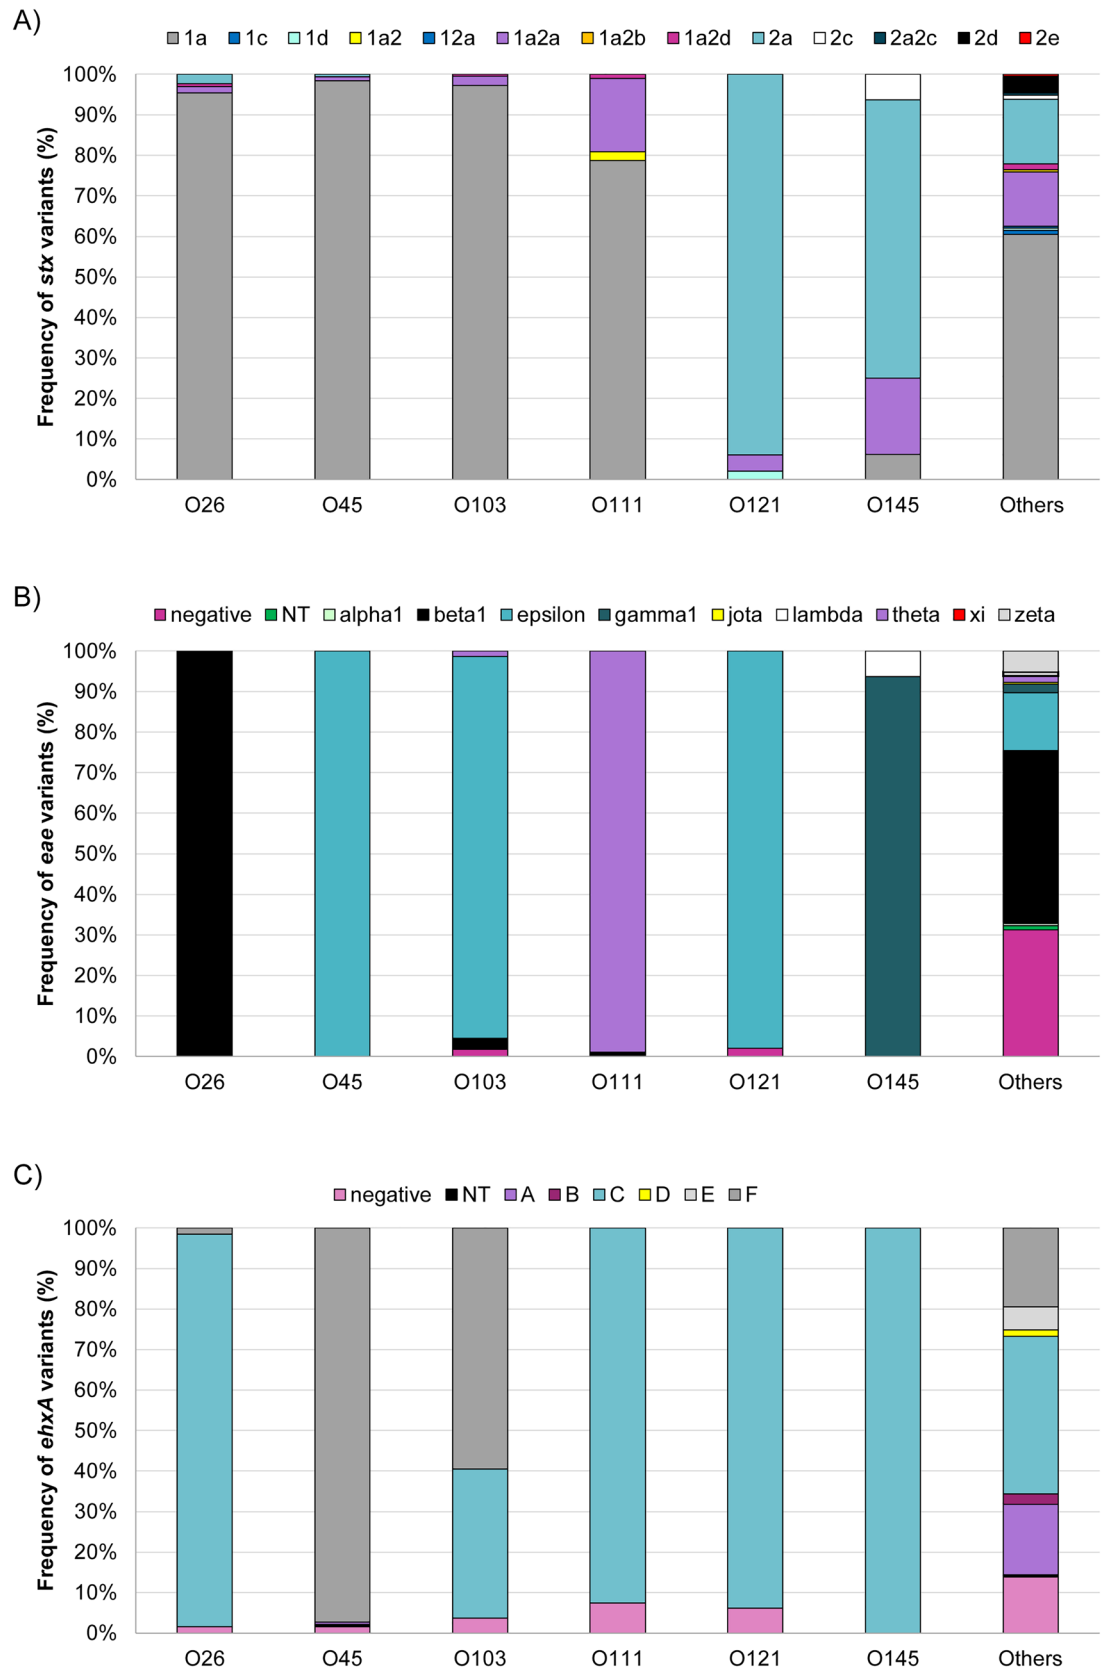 A)
1a 1c 1d 1a2 12a 1a2a 1a2b 1a2d 2a 2c 2a2c 2d 2e
Frequency of stx variants (%)
100%
90%
80%
70%
60%
50%
40%
30%
20%
10%
0%
O26 O45 O103 O111 O121 O145 Others
B)
negative NT alpha1 beta1 epsilon gamma1 jota lambda theta xi zeta
Frequency of eae variants (%)
100%
90%
80%
70%
60%
50%
40%
30%
20%
10%
0%
O26 O45 O103 O111 O121 O145 Others
C)
negative NT A B C D E F
Frequency of ehxA variants (%)
100%
90%
80%
70%
60%
50%
40%
30%
20%
10%
0%
O26 O45 O103 O111 O121 O145 Others